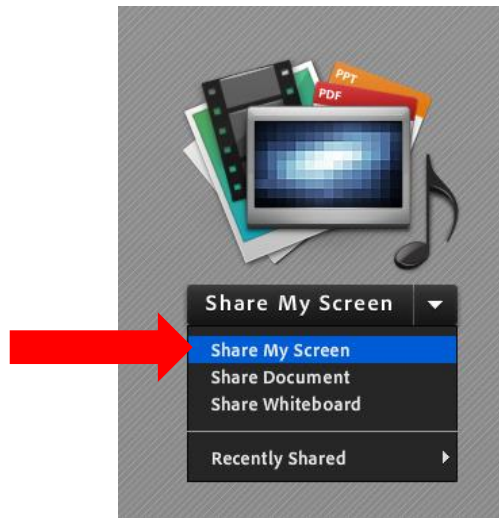 PPT
PDF
Share My Screen
Share My Screen
Share Document
Share Whiteboard
Recently Shared